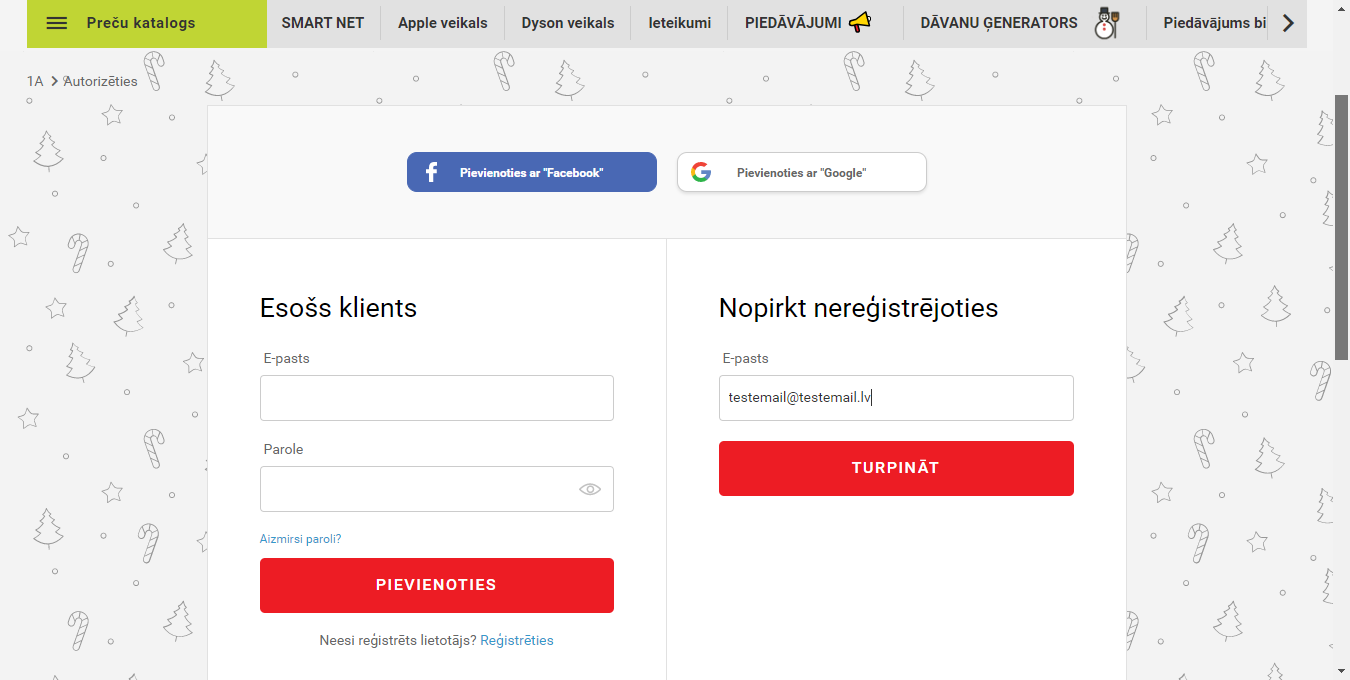 Preču katalogs
SMART NET
Apple veikals
Dyson veikals
Ieteikumi
PIEDĀVĀJUMI
DĀVANU ĢENERATORS
Piedāvājums bi
1A > Autorizēties
Pievienoties ar "Facebook"
Pievienoties ar "Google"
Esošs klients
E-pasts
Parole
Aizmirsi paroli?
PIEVIENOTIES
Neesi reģistrēts lietotājs? Reģistrēties
Nopirkt nereģistrējoties
E-pasts
testemail@testemail.lv
TURPINĀT